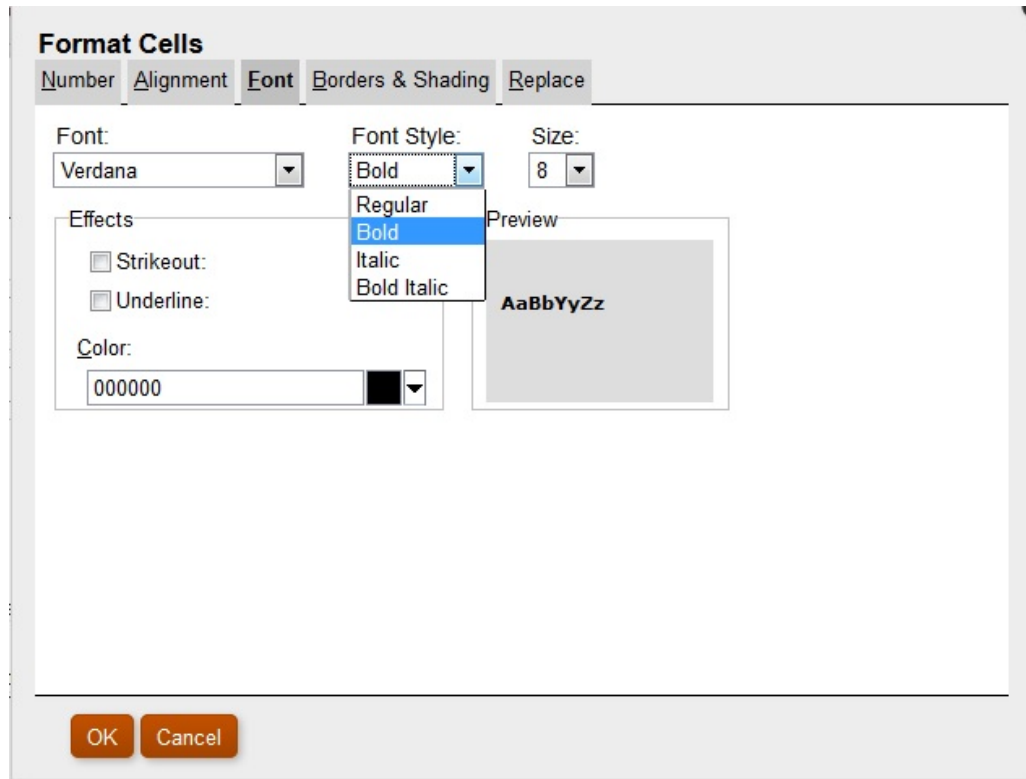 Format Cells
Number Alignment Font Borders & Shading Replace
Font: Font Style: Size:
Verdana Bold 8
Regular
Bold
Italic
Bold Italic
Effects
Strikeout:
Underline:
Color:
000000
Preview
AaBbYyZz
OK Cancel